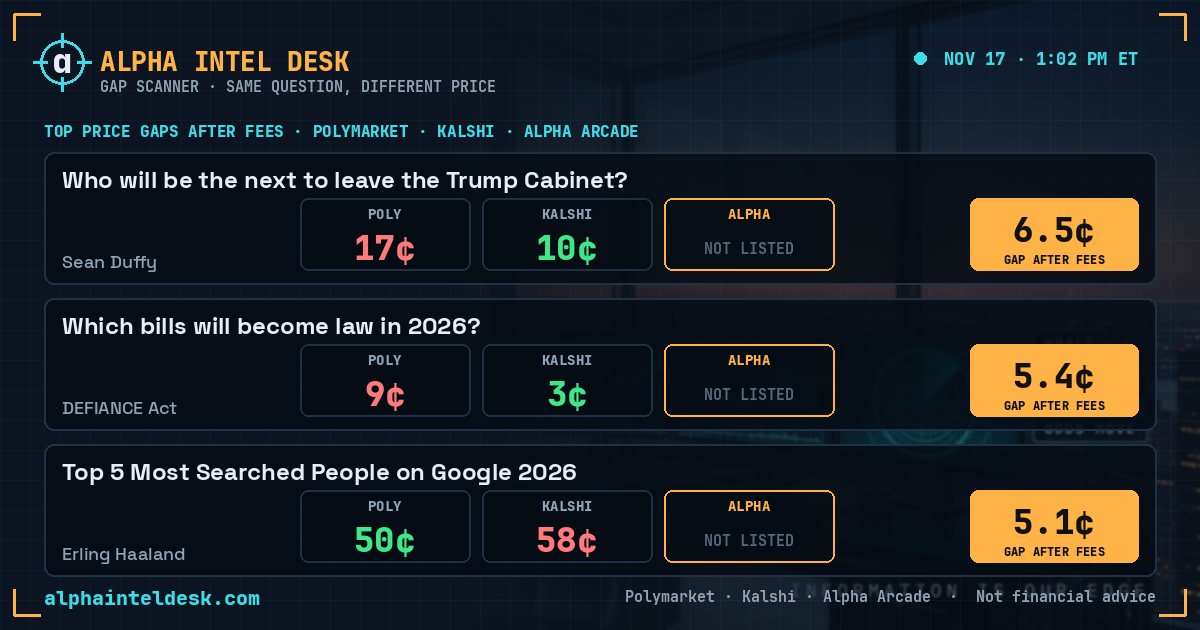 α
ALPHA INTEL DESK
GAP SCANNER · SAME QUESTION, DIFFERENT PRICE
NOV 17 · 1:02 PM ET
TOP PRICE GAPS AFTER FEES · POLYMARKET · KALSHI · ALPHA ARCADE
Who will be the next to leave the Trump Cabinet?
Sean Duffy
POLY
17¢
KALSHI
10¢
ALPHA
NOT LISTED
6.5¢
GAP AFTER FEES
Which bills will become law in 2026?
DEFIANCE Act
POLY
9¢
KALSHI
3¢
ALPHA
NOT LISTED
5.4¢
GAP AFTER FEES
Top 5 Most Searched People on Google 2026
Erling Haaland
POLY
50¢
KALSHI
58¢
ALPHA
NOT LISTED
5.1¢
GAP AFTER FEES
INFORMATION IS OUR EDGE
alphainteldesk.com
Polymarket · Kalshi · Alpha Arcade · Not financial advice